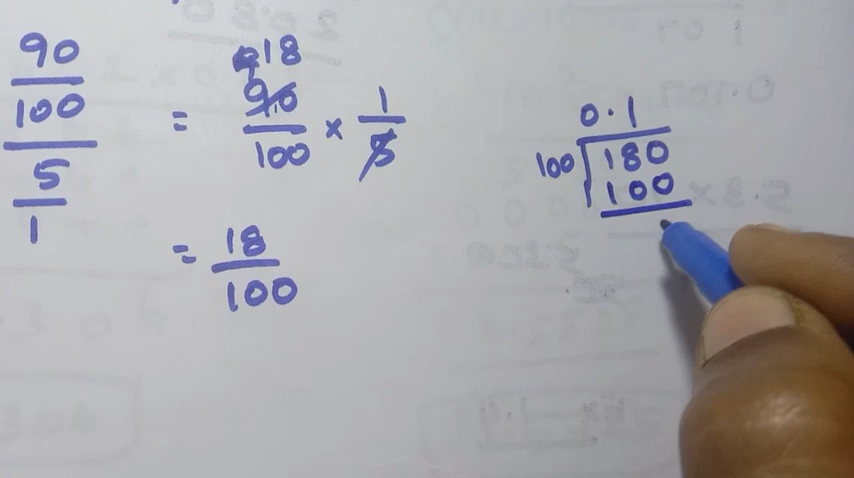 90/100 / 5/1 = 18 90/100 × 1/5
= 18/100
0.1
100 180
100